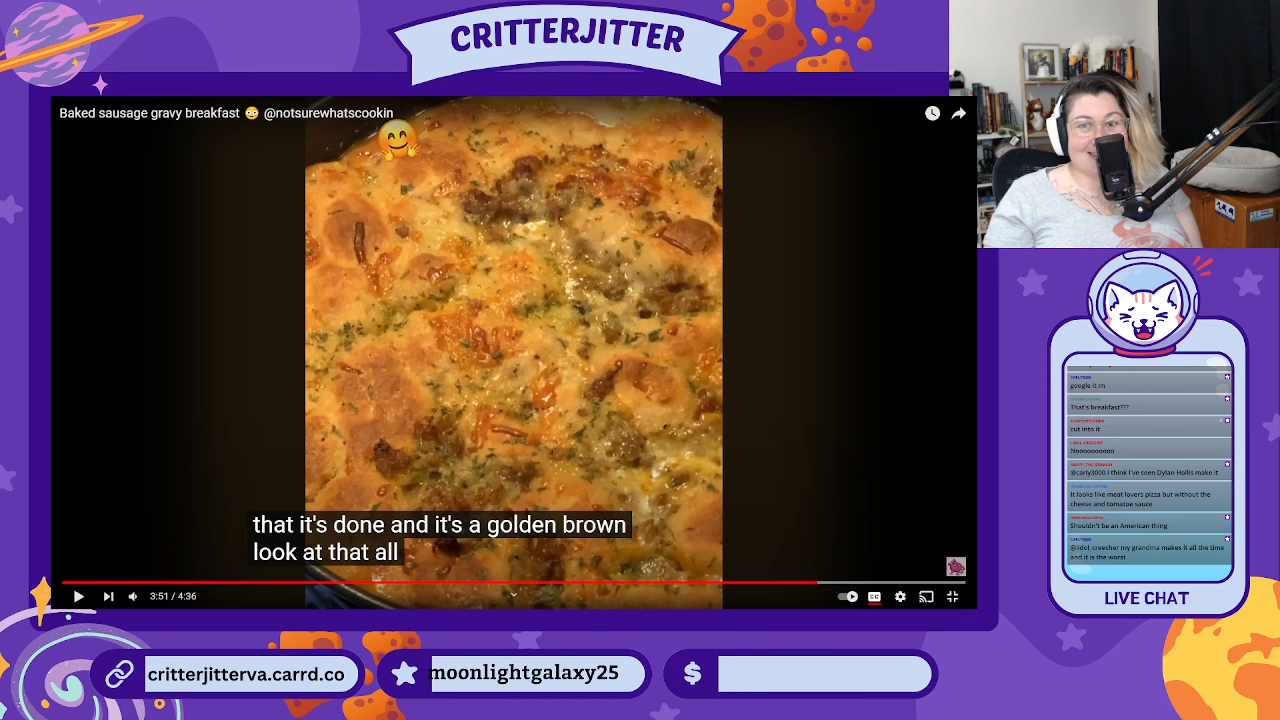 CRITTERJITTER
Baked sausage gravy breakfast 😳 @notsurewhatscookin
that it's done and it's a golden brown
look at that all
3:51 / 4:36
CC
google it rn
That's breakfast???
cut into it
Nooooooooooo
@carly3000 I think I've seen Dylan Hollis make it
It looks like meat lovers pizza but without the
cheese and tomatoe sauce
Shouldn't be an American thing
@idol_creecher my grandma makes it all the time
and it is the worst
LIVE CHAT
critterjitterva.carrd.co
moonlightgalaxy25
$